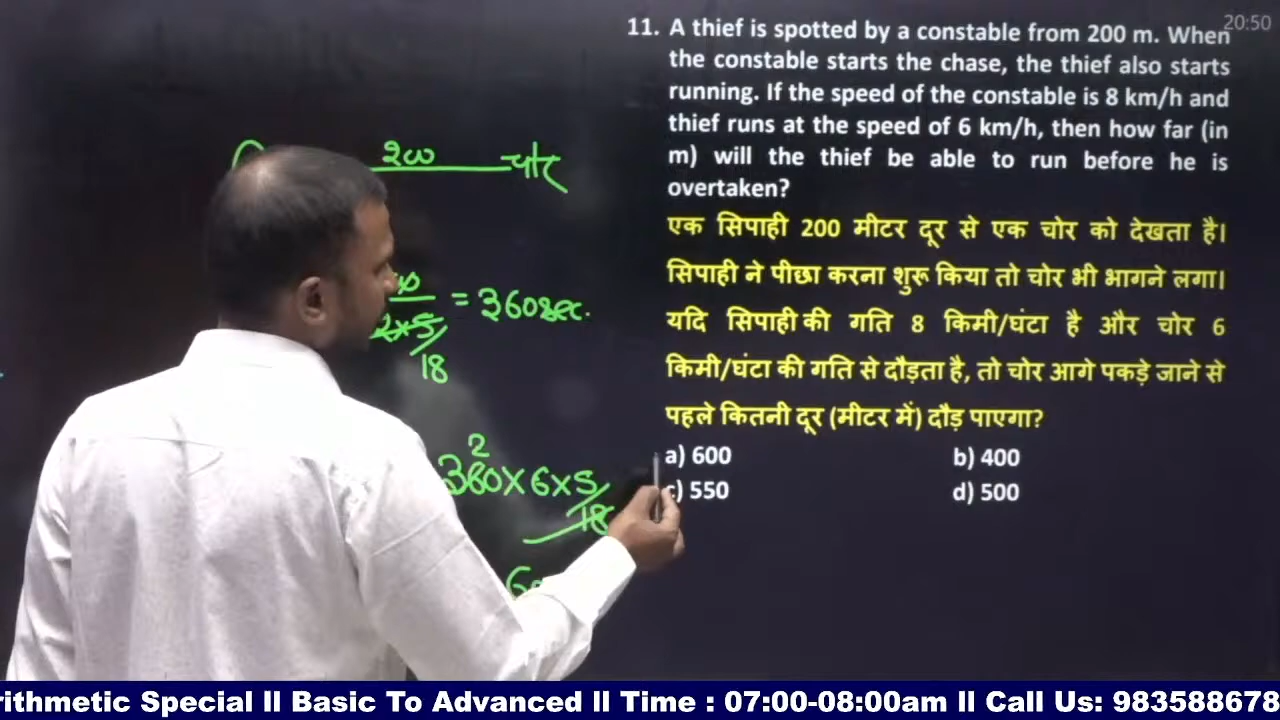 20:50
11. A thief is spotted by a constable from 200 m. When
the constable starts the chase, the thief also starts
running. If the speed of the constable is 8 km/h and
thief runs at the speed of 6 km/h, then how far (in
m) will the thief be able to run before he is
overtaken?
एक सिपाही 200 मीटर दूर से एक चोर को देखता है।
सिपाही ने पीछा करना शुरू किया तो चोर भी भागने लगा।
यदि सिपाही की गति 8 किमी/घंटा है और चोर 6
किमी/घंटा की गति से दौड़ता है, तो चोर आगे पकड़े जाने से
पहले कितनी दूर (मीटर में) दौड़ पाएगा?
a) 600 b) 400
c) 550 d) 500
200 चोर
2×5/18 = 360sec.
2
360×6×5/18
rithmetic Special ll Basic To Advanced ll Time : 07:00-08:00am ll Call Us: 983588678